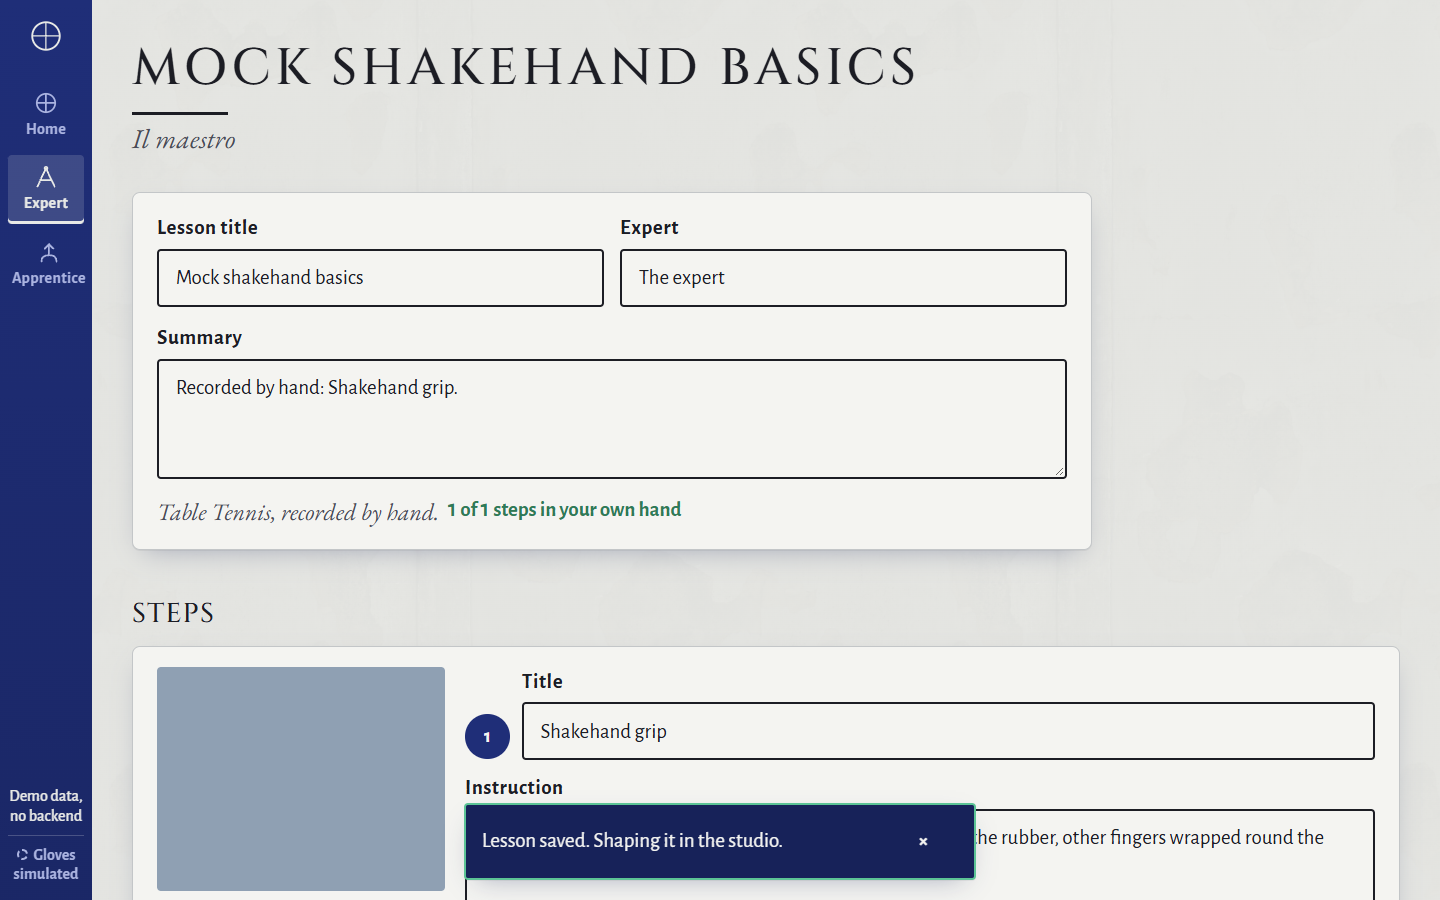 Home
Expert
Apprentice
Demo data,
no backend
Gloves
simulated
MOCK SHAKEHAND BASICS
Il maestro
Lesson title
Expert
Mock shakehand basics
The expert
Summary
Recorded by hand: Shakehand grip.
Table Tennis, recorded by hand. 1 of 1 steps in your own hand
STEPS
Title
1
Shakehand grip
Instruction
the rubber, other fingers wrapped round the
Lesson saved. Shaping it in the studio. ×